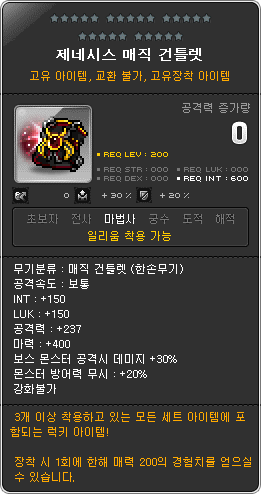 제네시스 매직 건틀렛
고유 아이템, 교환 불가, 고유장착 아이템
공격력 증가량
0
REQ LEV : 200
REQ STR : 000 REQ LUK : 000
REQ DEX : 000 REQ INT : 600
0 +30% +20%
초보자 전사 마법사 궁수 도적 해적
일리움 착용 가능
무기분류 : 매직 건틀렛 (한손무기)
공격속도 : 보통
INT : +150
LUK : +150
공격력 : +237
마력 : +400
보스 몬스터 공격시 데미지 +30%
몬스터 방어력 무시 : +20%
강화불가
3개 이상 착용하고 있는 모든 세트 아이템에 포
함되는 럭키 아이템!
장착 시 1회에 한해 매력 200의 경험치를 얻으실
수 있습니다.